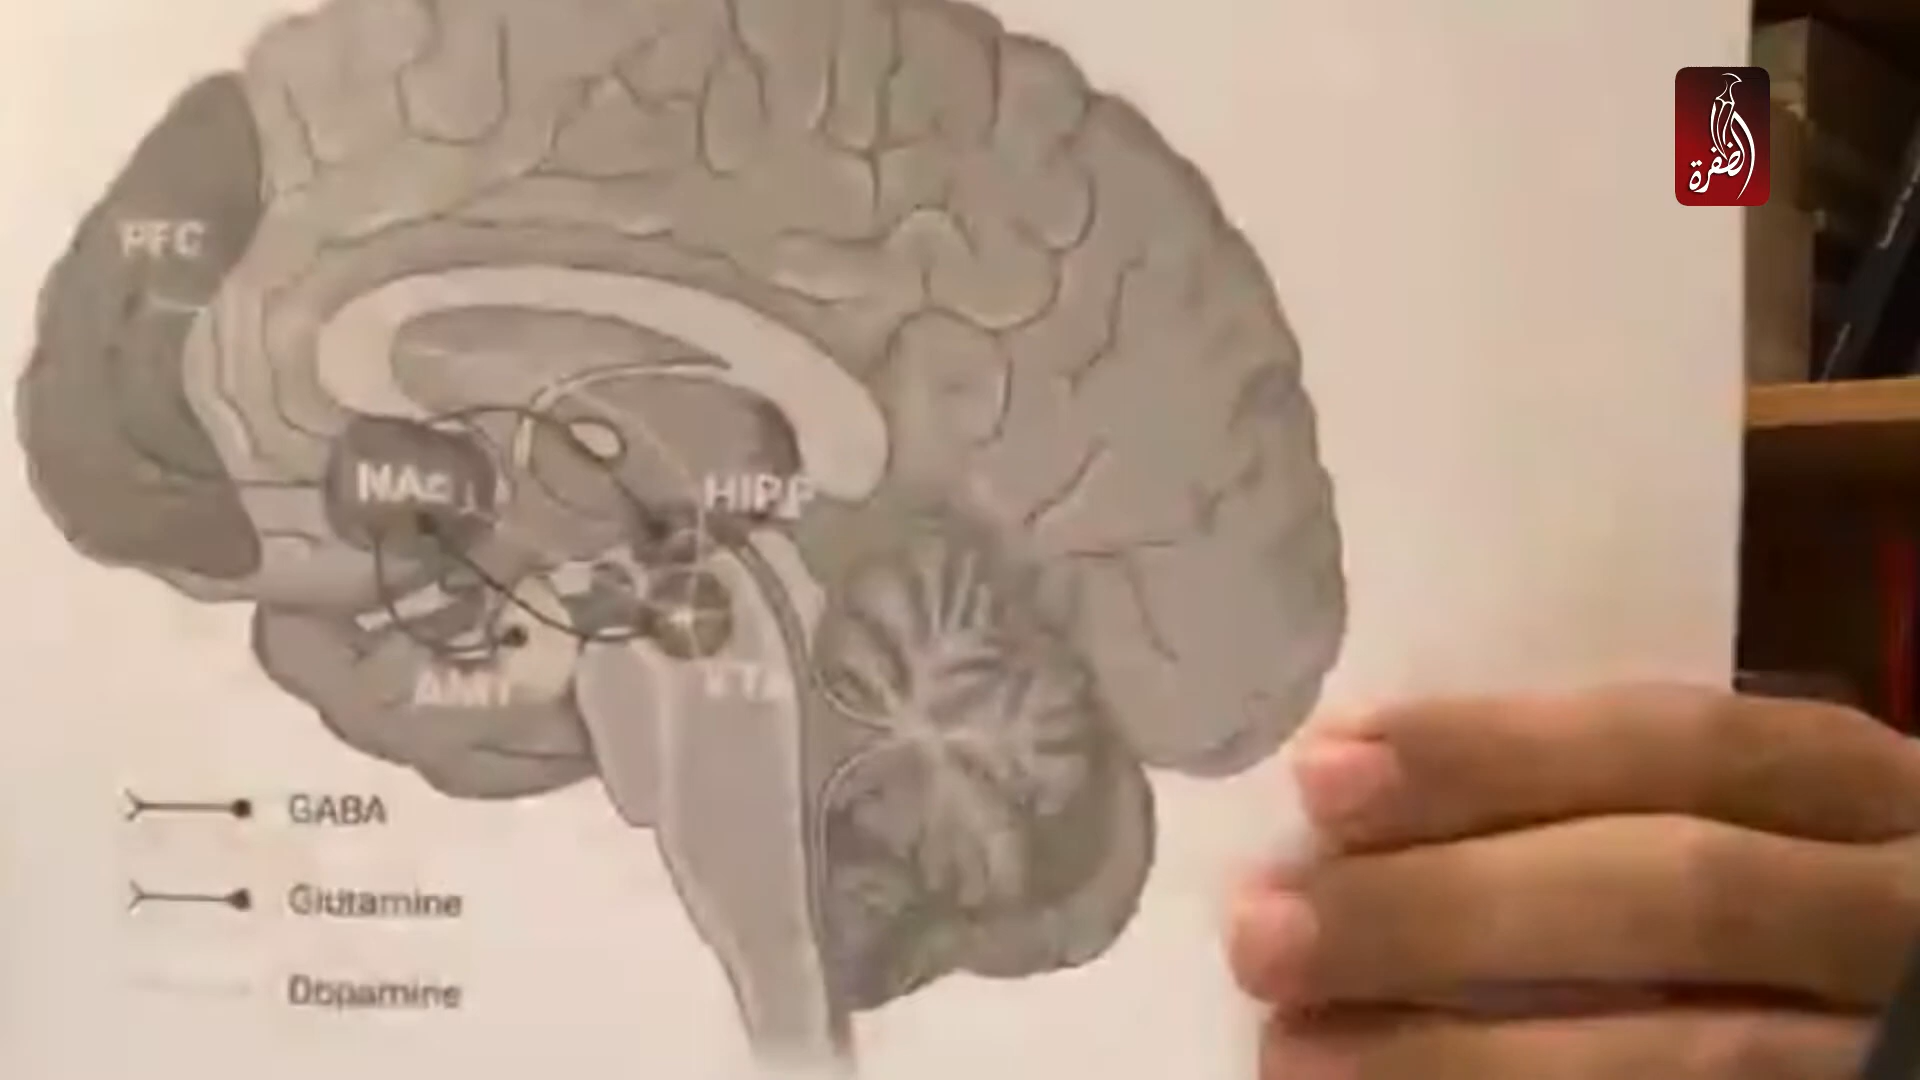 الظفرة
PFC
NAc
HIPP
AMY
VTA
GABA
Glutamine
Dopamine